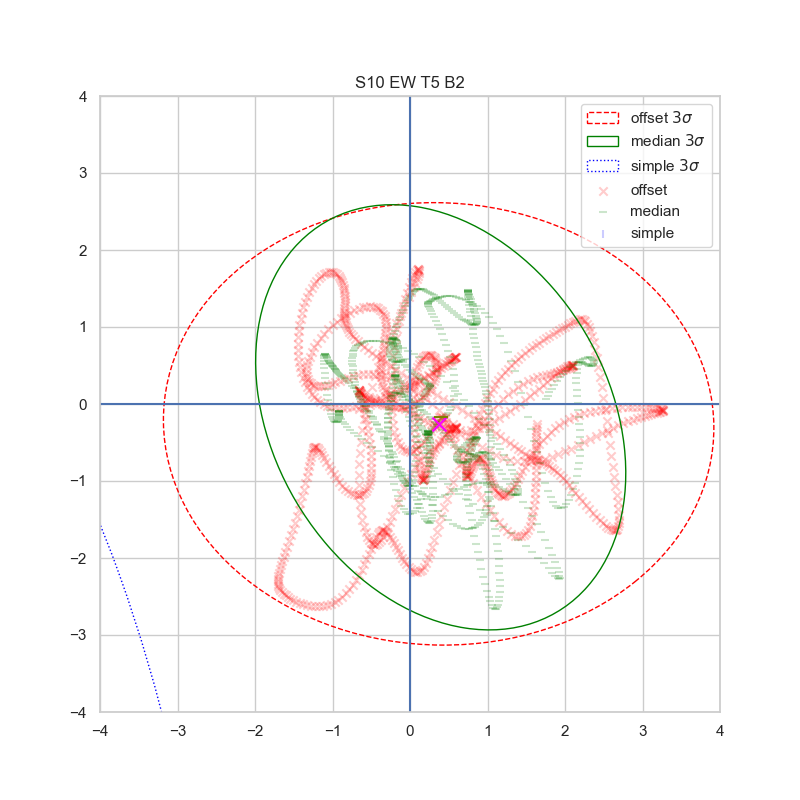 S10 EW T5 B2
offset 3σ
median 3σ
simple 3σ
offset
median
simple
4
3
2
1
0
−1
−2
−3
−4
−4 −3 −2 −1 0 1 2 3 4